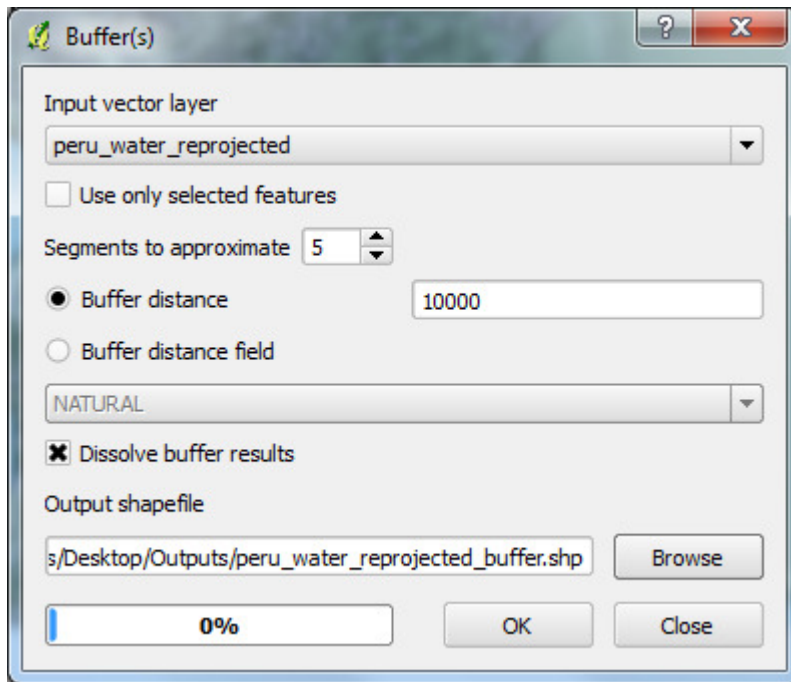 Buffer(s)
Input vector layer
peru_water_reprojected
Use only selected features
Segments to approximate 5
Buffer distance 10000
Buffer distance field
NATURAL
Dissolve buffer results
Output shapefile
s/Desktop/Outputs/peru_water_reprojected_buffer.shp Browse
0% OK Close